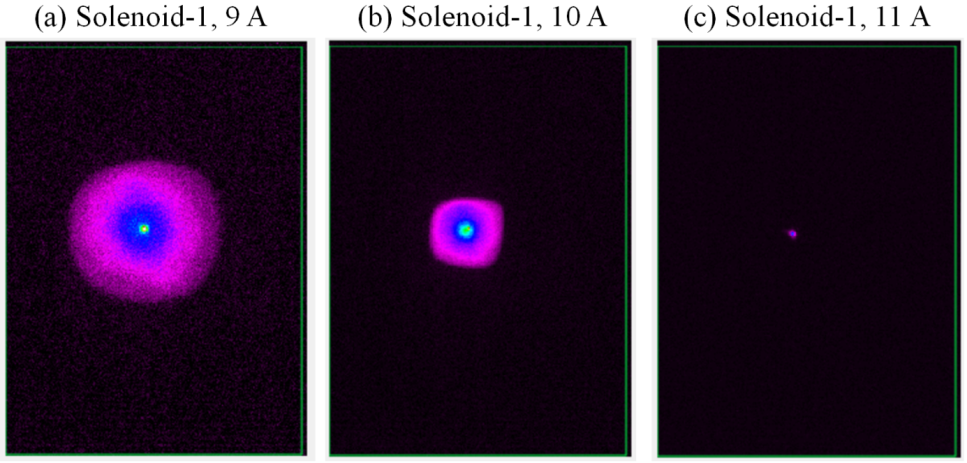 (a) Solenoid-1, 9 A
(b) Solenoid-1, 10 A
(c) Solenoid-1, 11 A